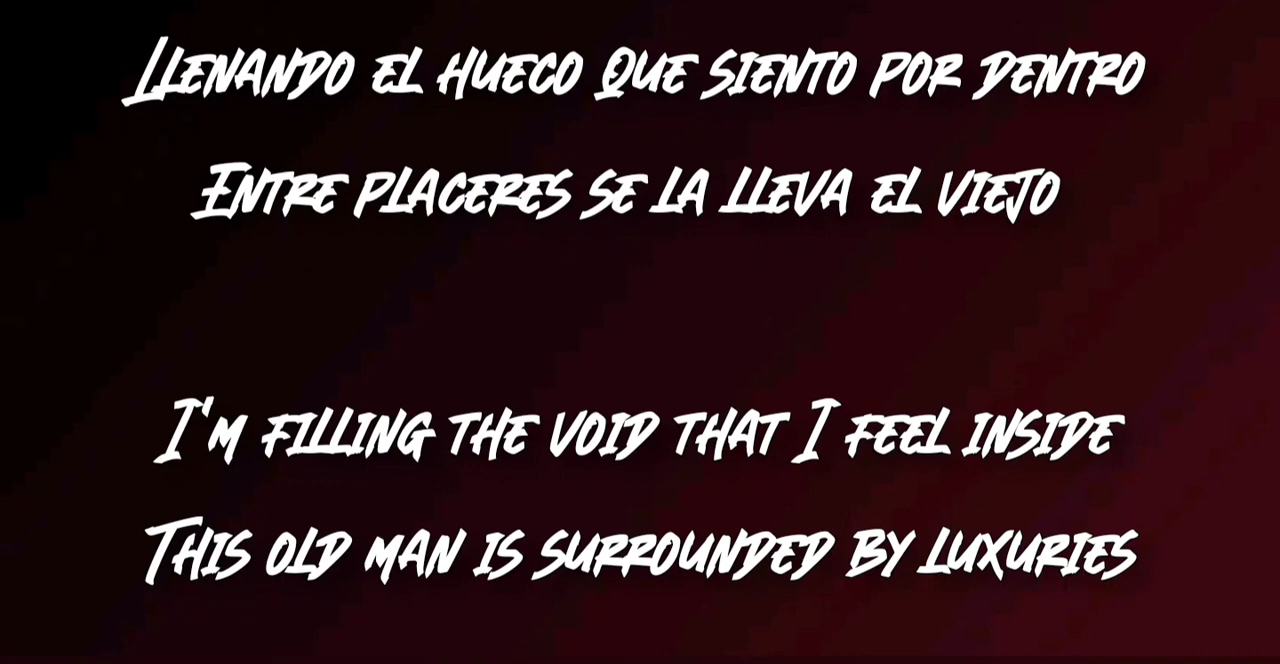 Llenando el hueco que siento por dentro
Entre placeres se la lleva el viejo
I'm filling the void that I feel inside
This old man is surrounded by luxuries